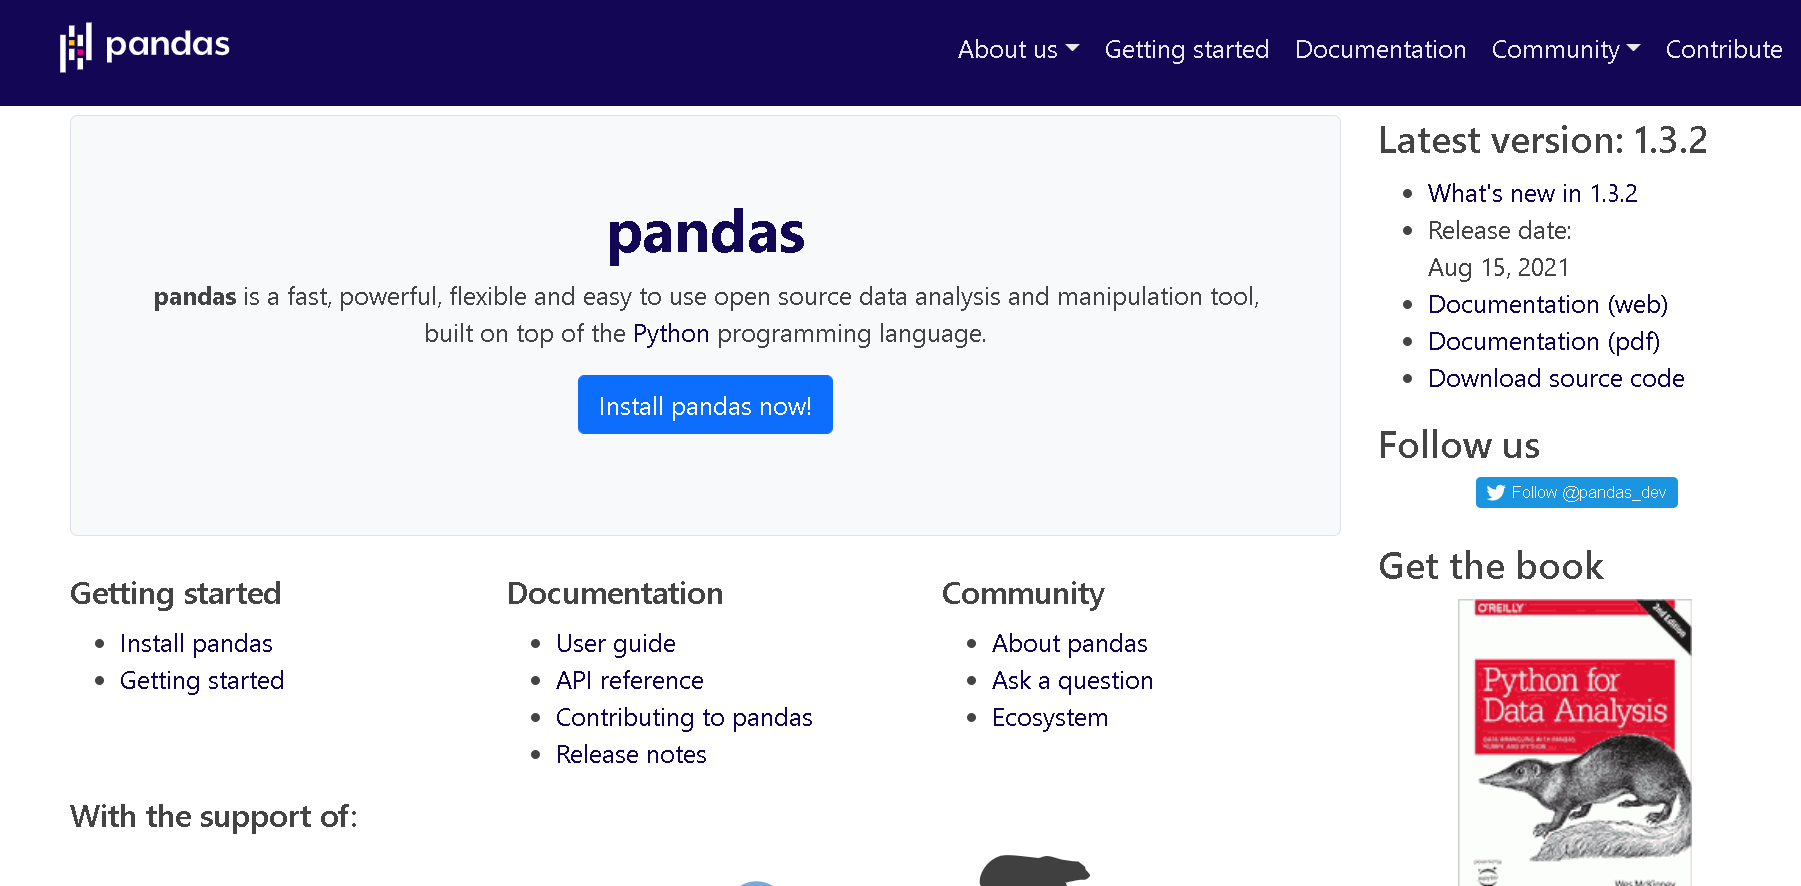 pandas
About us
Getting started
Documentation
Community
Contribute
pandas
pandas is a fast, powerful, flexible and easy to use open source data analysis and manipulation tool,
built on top of the Python programming language.
Install pandas now!
Getting started
Install pandas
Getting started
Documentation
User guide
API reference
Contributing to pandas
Release notes
Community
About pandas
Ask a question
Ecosystem
With the support of:
Latest version: 1.3.2
What's new in 1.3.2
Release date:
Aug 15, 2021
Documentation (web)
Documentation (pdf)
Download source code
Follow us
Follow @pandas_dev
Get the book
O'REILLY
2nd Edition
Python for
Data Analysis
DATA WRANGLING WITH PANDAS,
NUMPY, AND IPYTHON
Wes McKinney